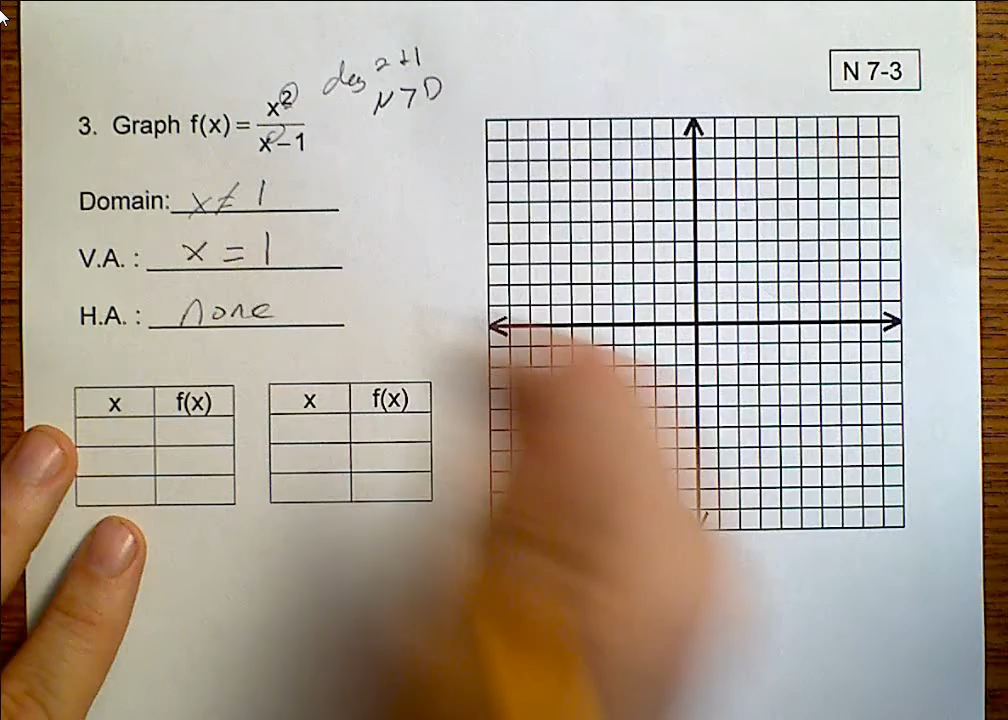 N 7-3
deg 2 +1
N > D
3. Graph f(x) = x²/(x-1)
Domain: x ≠ 1
V.A. : x = 1
H.A. : none
x f(x) x f(x)